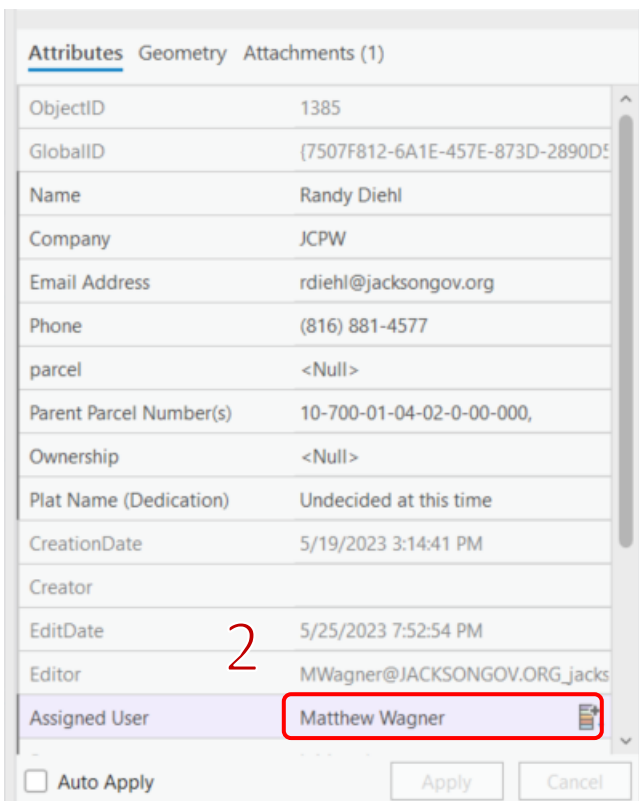 Attributes Geometry Attachments (1)
ObjectID 1385
GlobalID {7507F812-6A1E-457E-873D-2890D5
Name Randy Diehl
Company JCPW
Email Address rdiehl@jacksongov.org
Phone (816) 881-4577
parcel <Null>
Parent Parcel Number(s) 10-700-01-04-02-0-00-000,
Ownership <Null>
Plat Name (Dedication) Undecided at this time
CreationDate 5/19/2023 3:14:41 PM
Creator
EditDate 5/25/2023 7:52:54 PM
2
Editor MWagner@JACKSONGOV.ORG_jacks
Assigned User Matthew Wagner
Auto Apply Apply Cancel